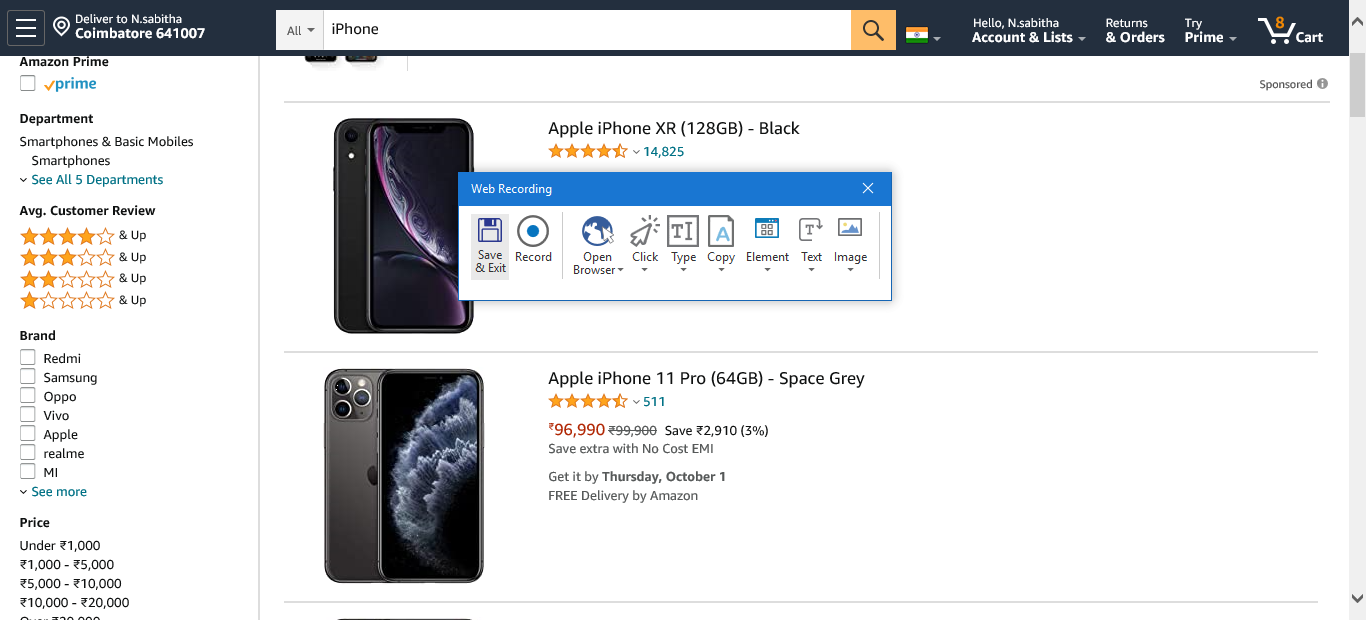 Deliver to N.sabitha
Coimbatore 641007
All
iPhone
Hello, N.sabitha
Account & Lists
Returns
& Orders
Try
Prime
8
Cart
Amazon Prime
prime
Department
Smartphones & Basic Mobiles
Smartphones
See All 5 Departments
Avg. Customer Review
& Up
& Up
& Up
& Up
Brand
Redmi
Samsung
Oppo
Vivo
Apple
realme
MI
See more
Price
Under ₹1,000
₹1,000 - ₹5,000
₹5,000 - ₹10,000
₹10,000 - ₹20,000
Over ₹20,000
Sponsored
Apple iPhone XR (128GB) - Black
14,825
Web Recording
Save
& Exit
Record
Open
Browser
Click
Type
Copy
Element
Text
Image
Apple iPhone 11 Pro (64GB) - Space Grey
511
₹96,990 ₹99,900 Save ₹2,910 (3%)
Save extra with No Cost EMI
Get it by Thursday, October 1
FREE Delivery by Amazon